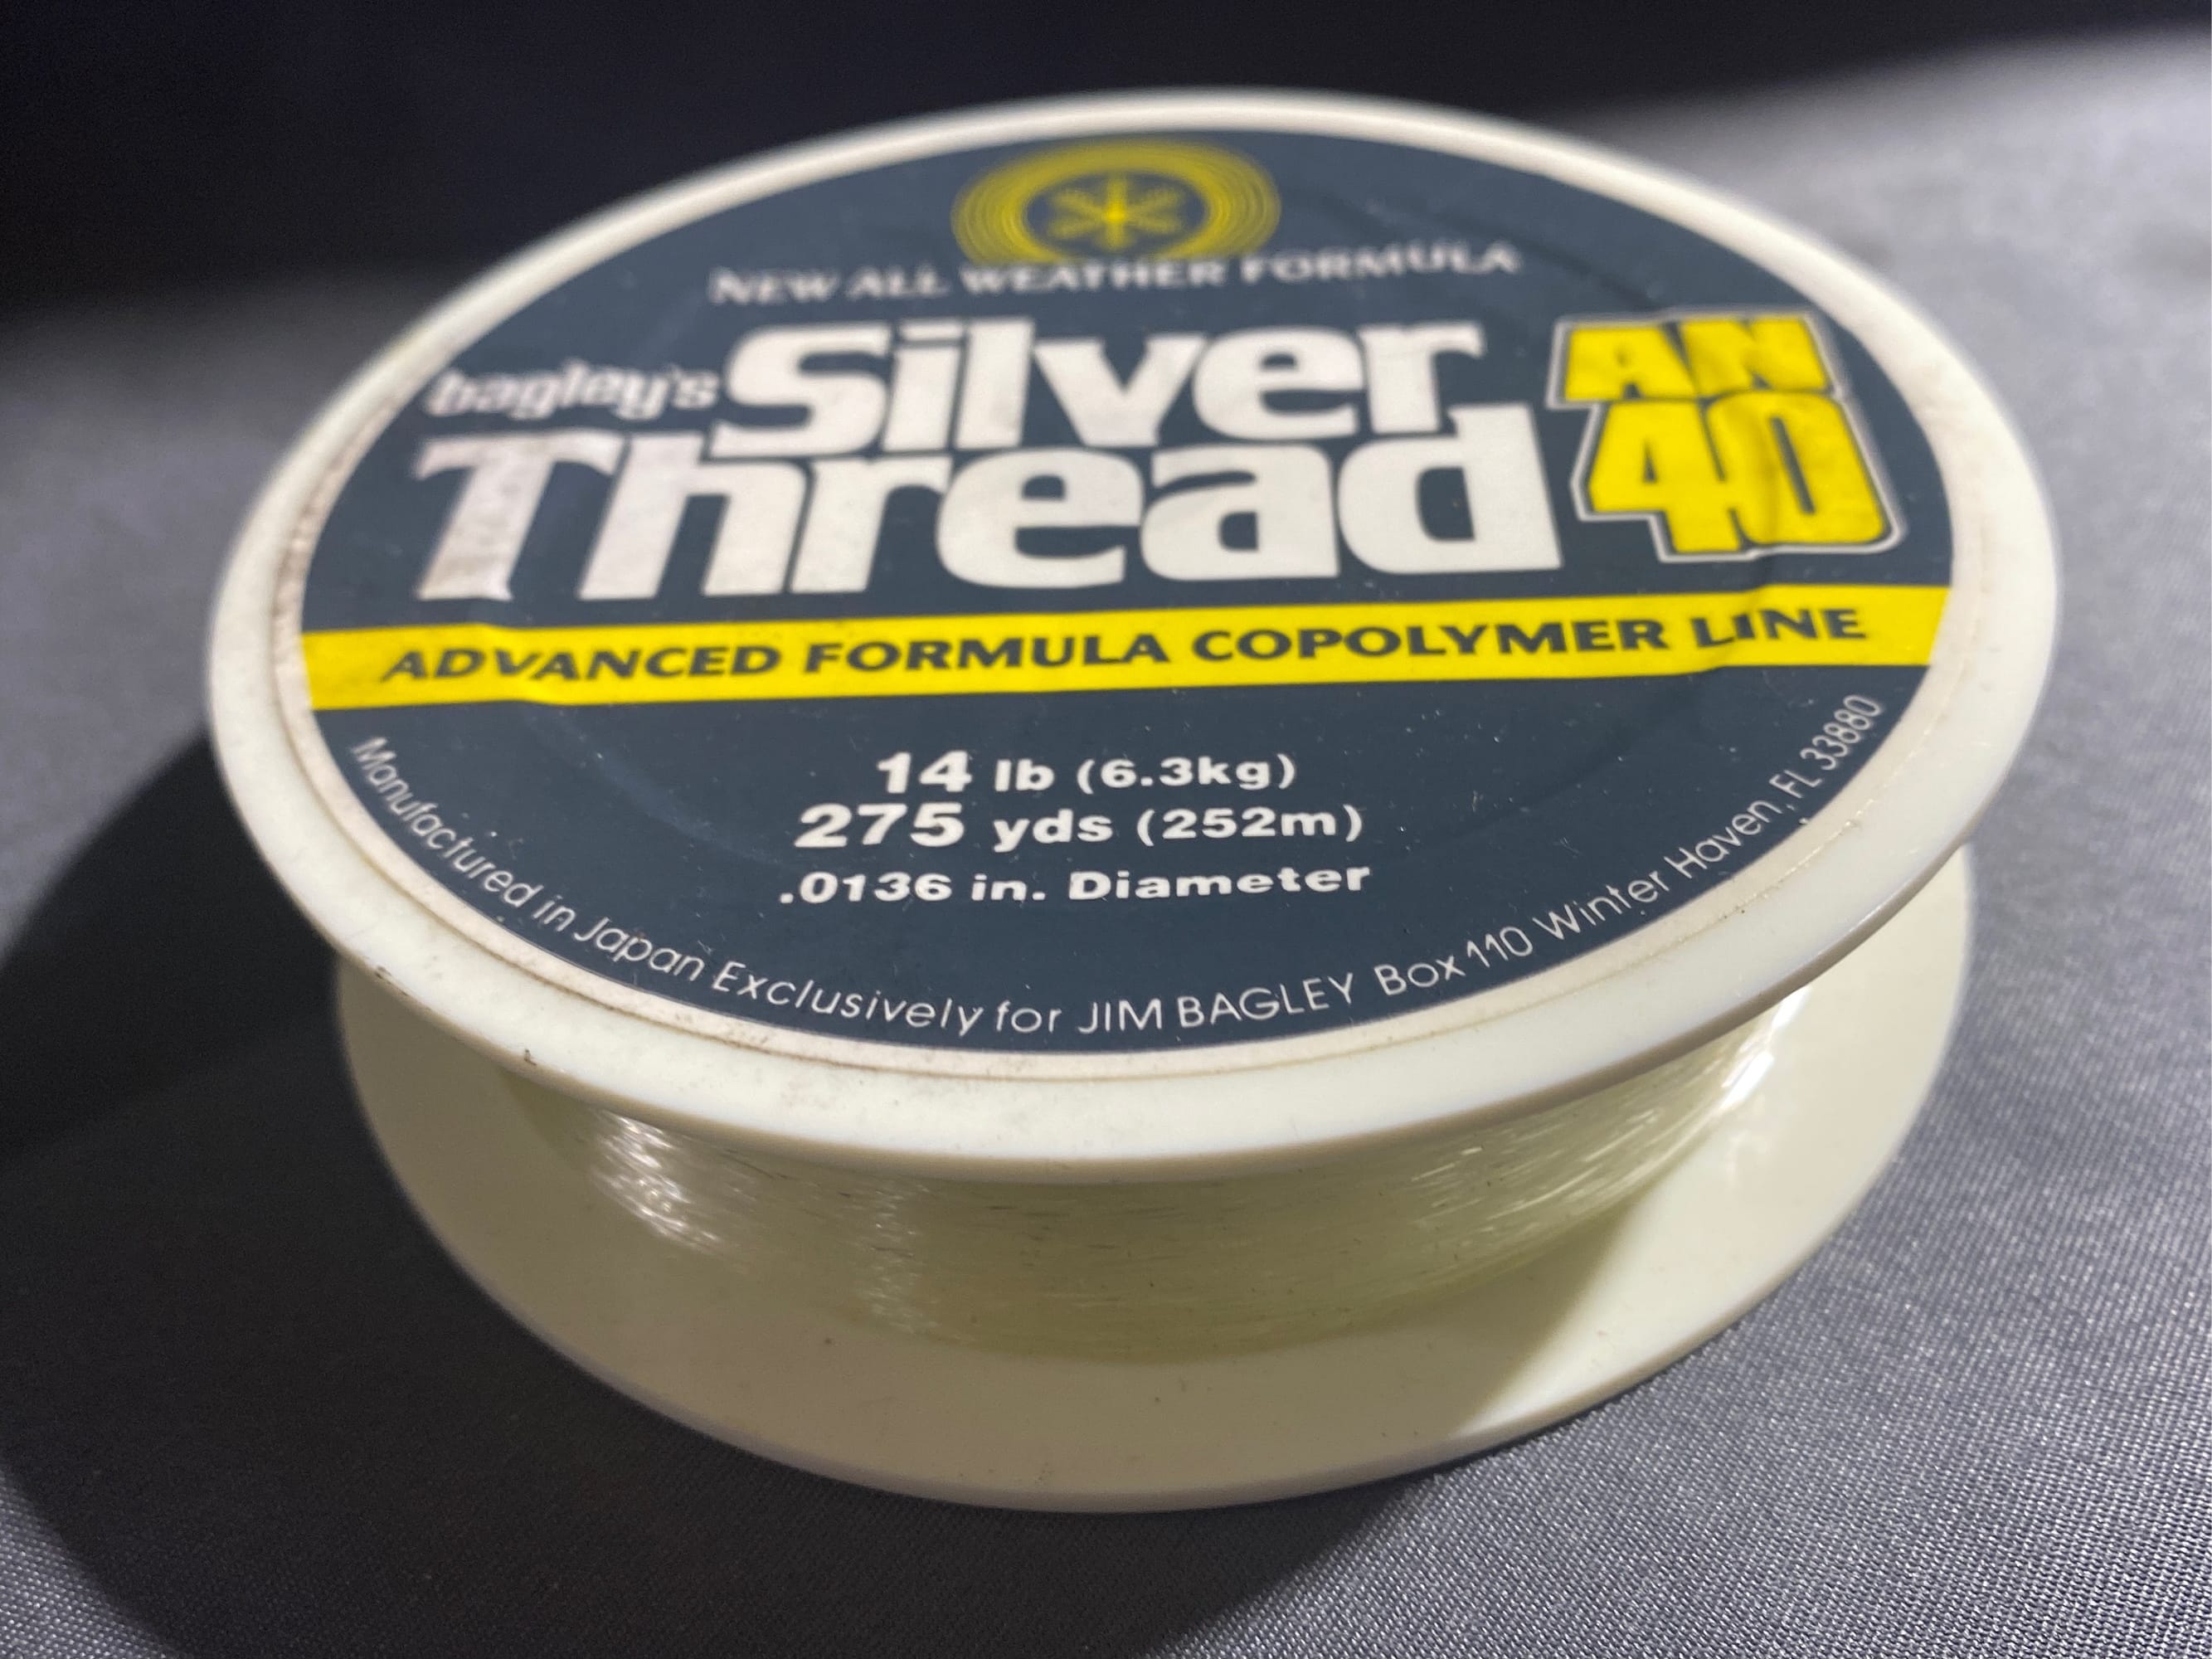 NEW ALL WEATHER FORMULA
bagley's Silver
Thread
AN
40
ADVANCED FORMULA COPOLYMER LINE
14 lb (6.3kg)
275 yds (252m)
.0136 in. Diameter
Manufactured in Japan Exclusively for JIM BAGLEY Box 110 Winter Haven, FL 33880